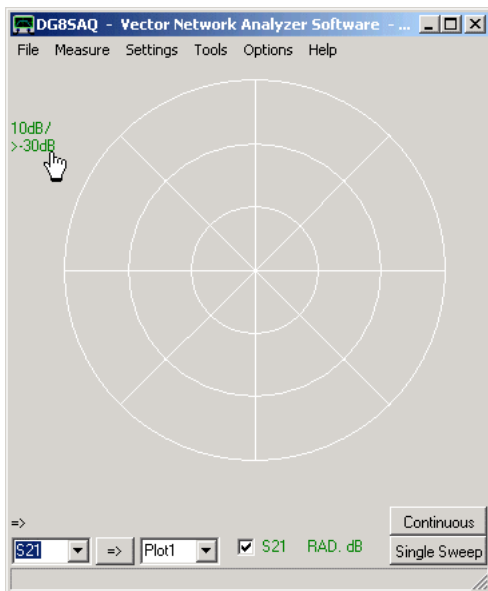 DG8SAQ - Vector Network Analyzer Software - ...
File Measure Settings Tools Options Help
10dB/
>-30dB
=>
Continuous
S21 => Plot1 S21 RAD. dB Single Sweep